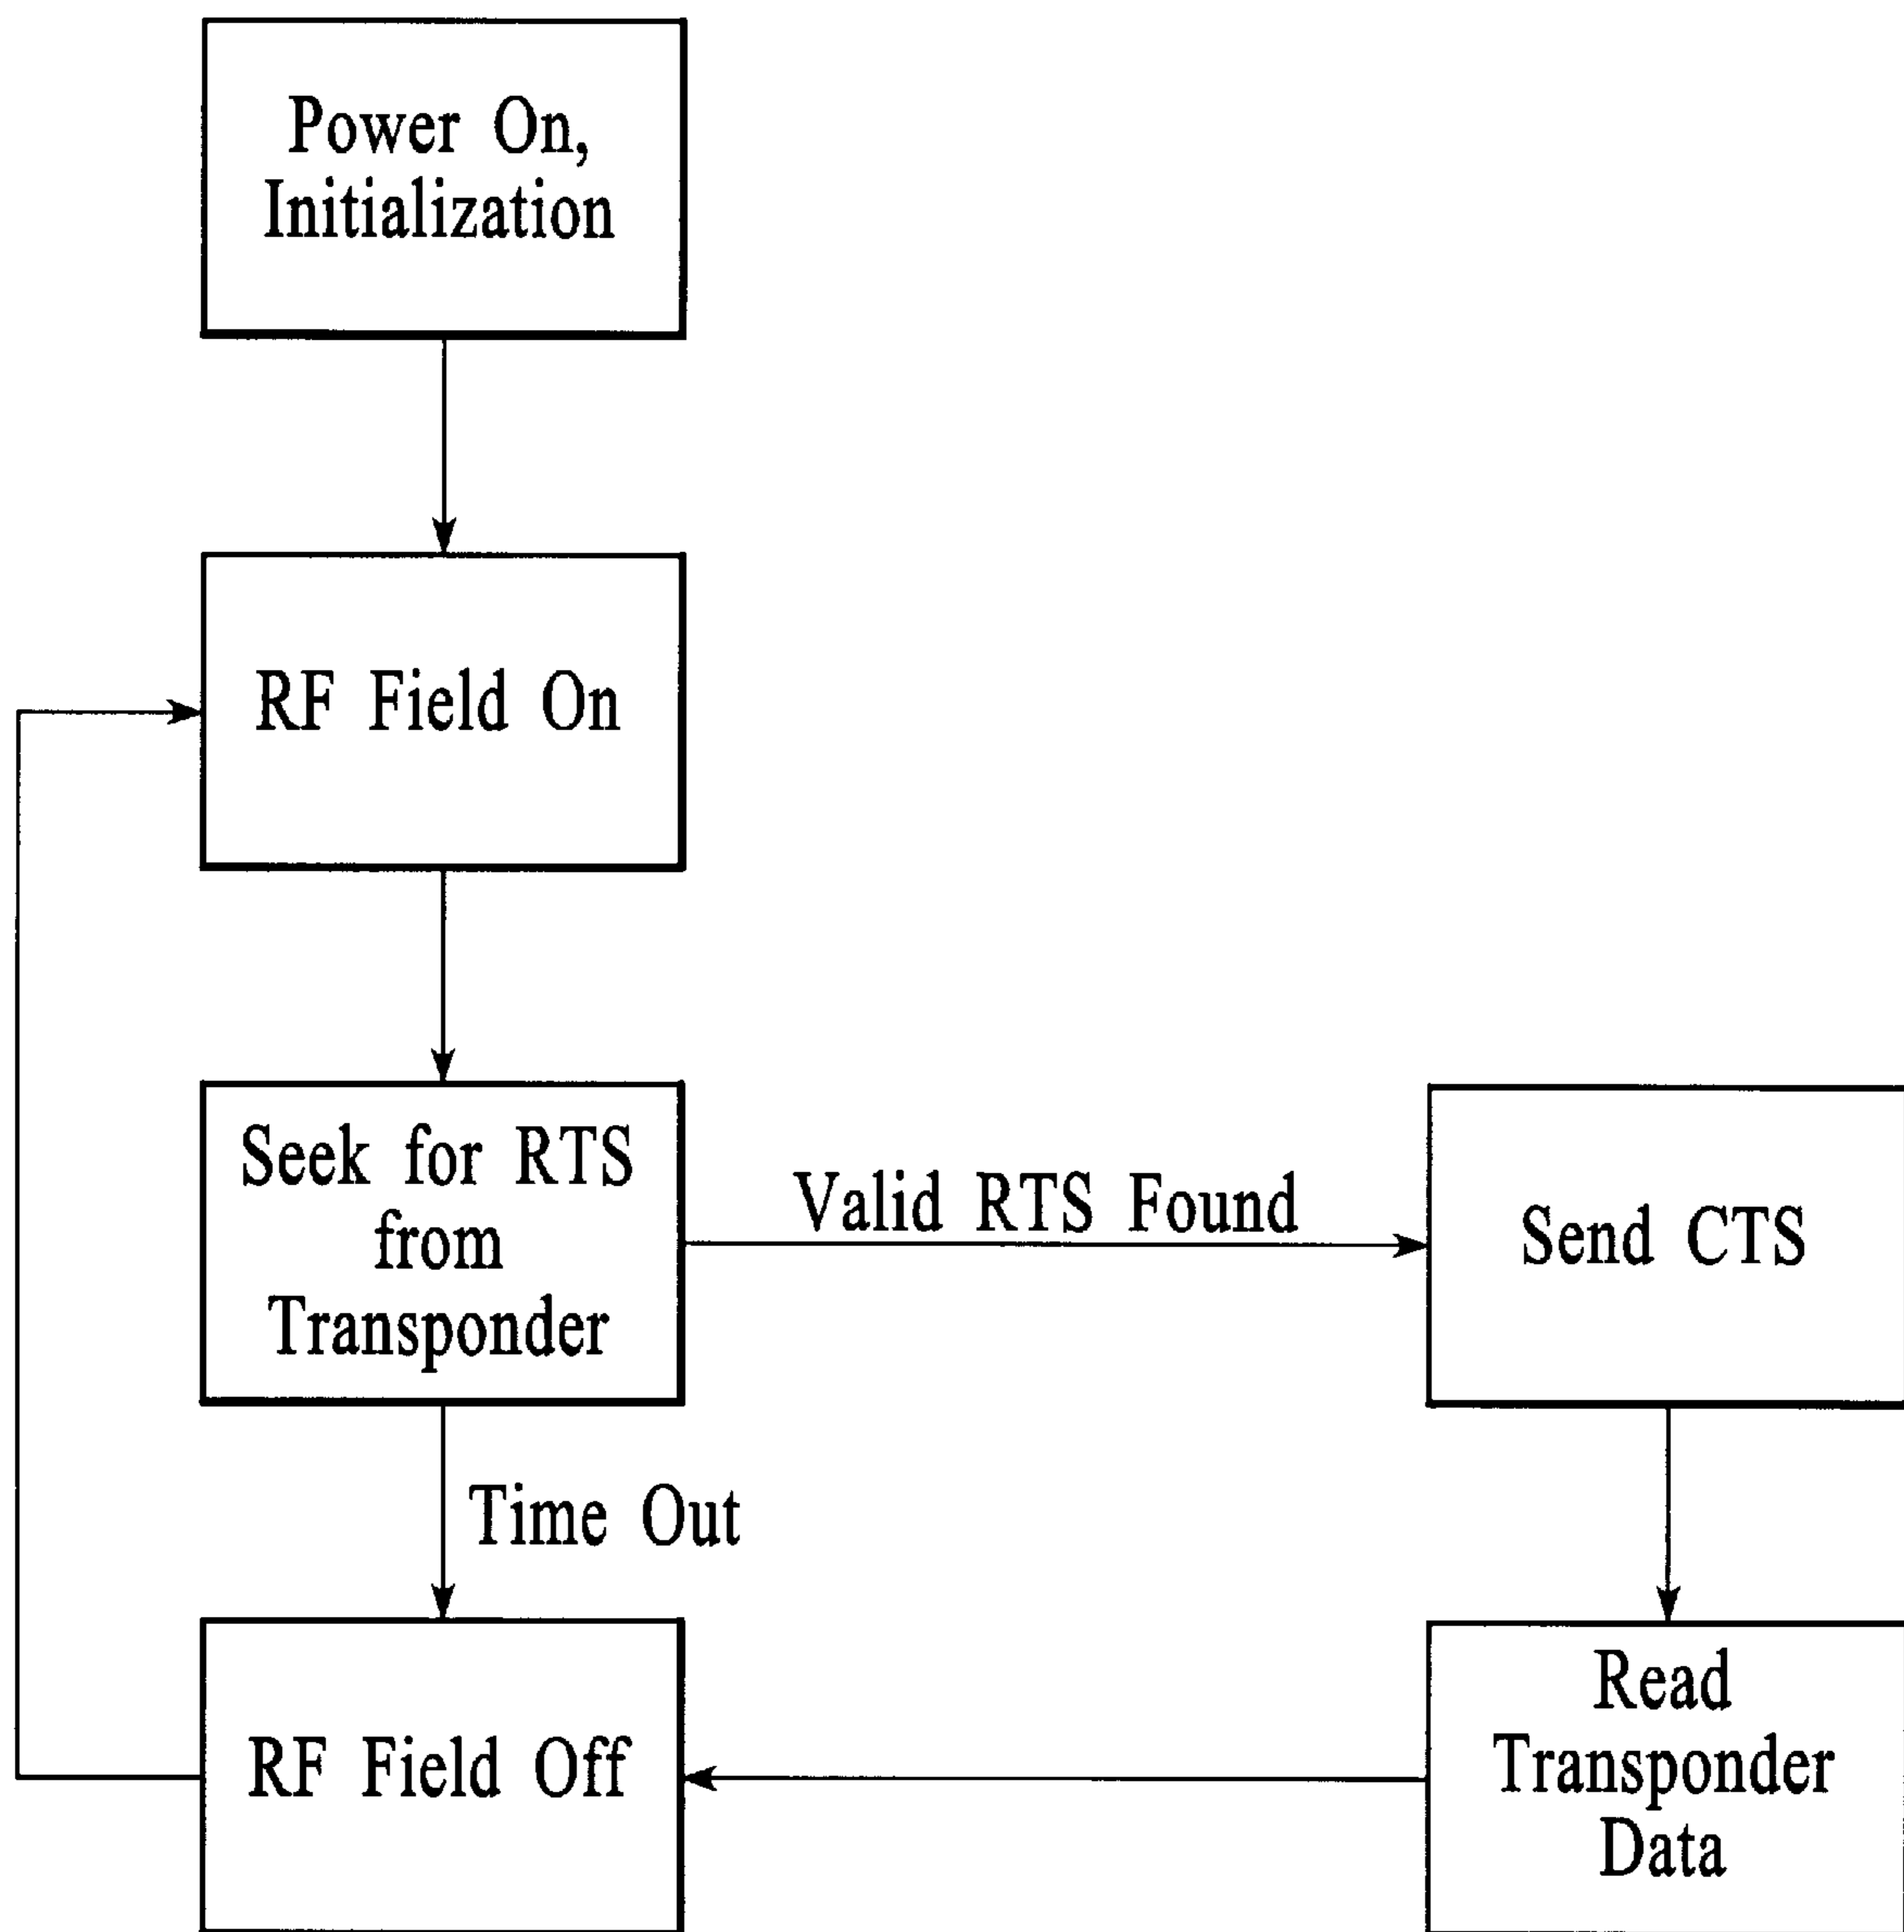 Power On,
Initialization
RF Field On
Seek for RTS
from
Transponder
Valid RTS Found
Send CTS
Time Out
RF Field Off
Read
Transponder
Data